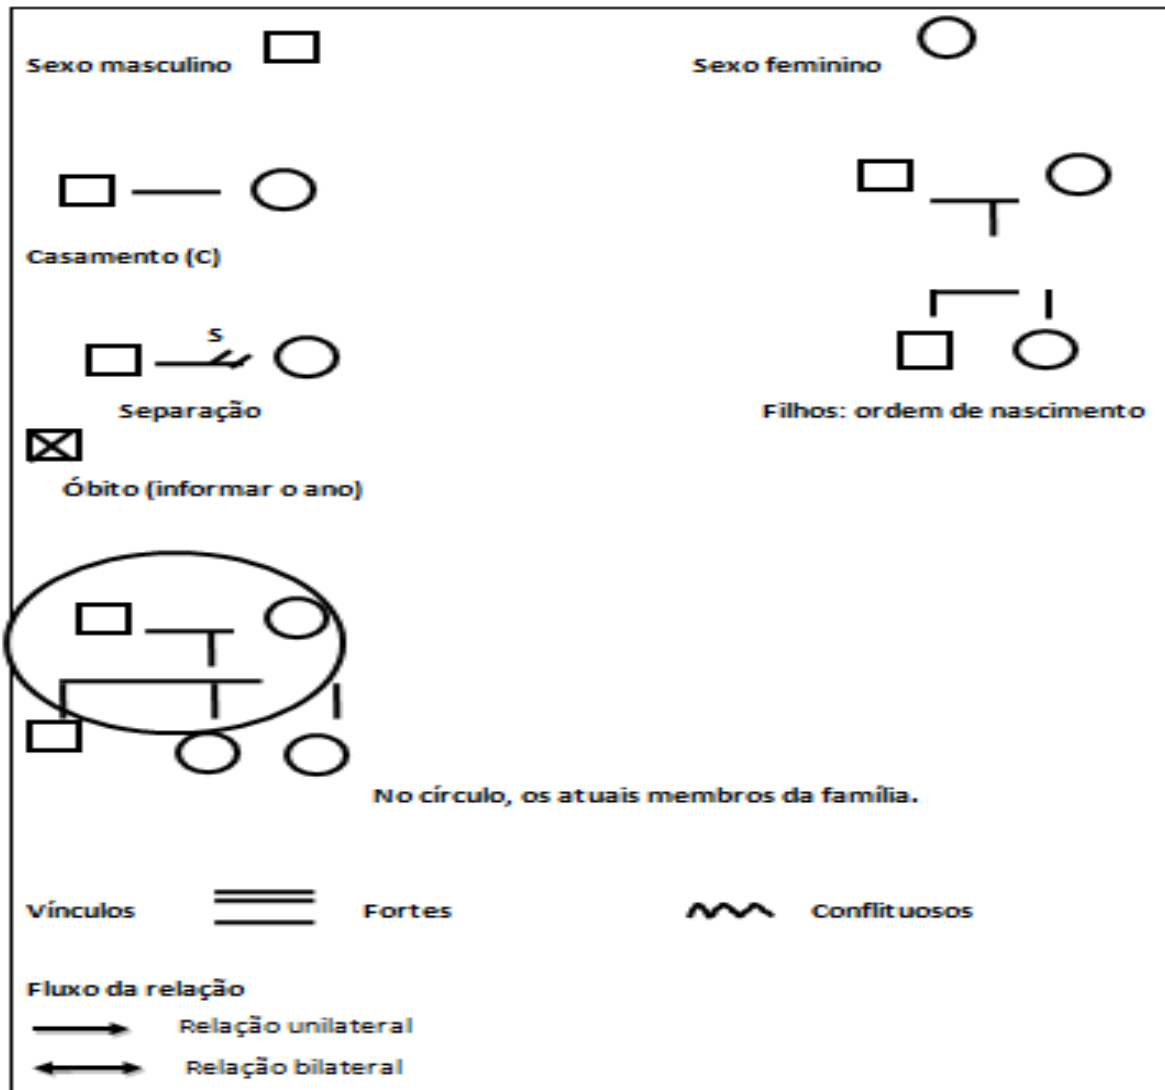 Sexo masculino
Sexo feminino
Casamento (C)
S
Separação
Filhos: ordem de nascimento
Óbito (informar o ano)
No círculo, os atuais membros da família.
Vínculos
Fortes
Conflituosos
Fluxo da relação
Relação unilateral
Relação bilateral